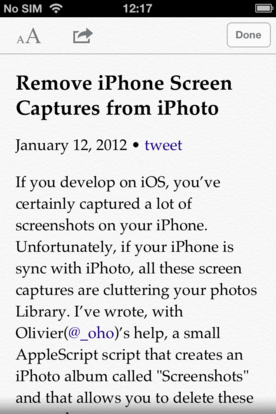 No SIM 12:17
AA Done
Remove iPhone Screen
Captures from iPhoto
January 12, 2012 • tweet
If you develop on iOS, you’ve
certainly captured a lot of
screenshots on your iPhone.
Unfortunately, if your iPhone is
sync with iPhoto, all these screen
captures are cluttering your photos
Library. I’ve wrote, with
Olivier(@_oho)’s help, a small
AppleScript script that creates an
iPhoto album called "Screenshots"
and that allows you to delete these